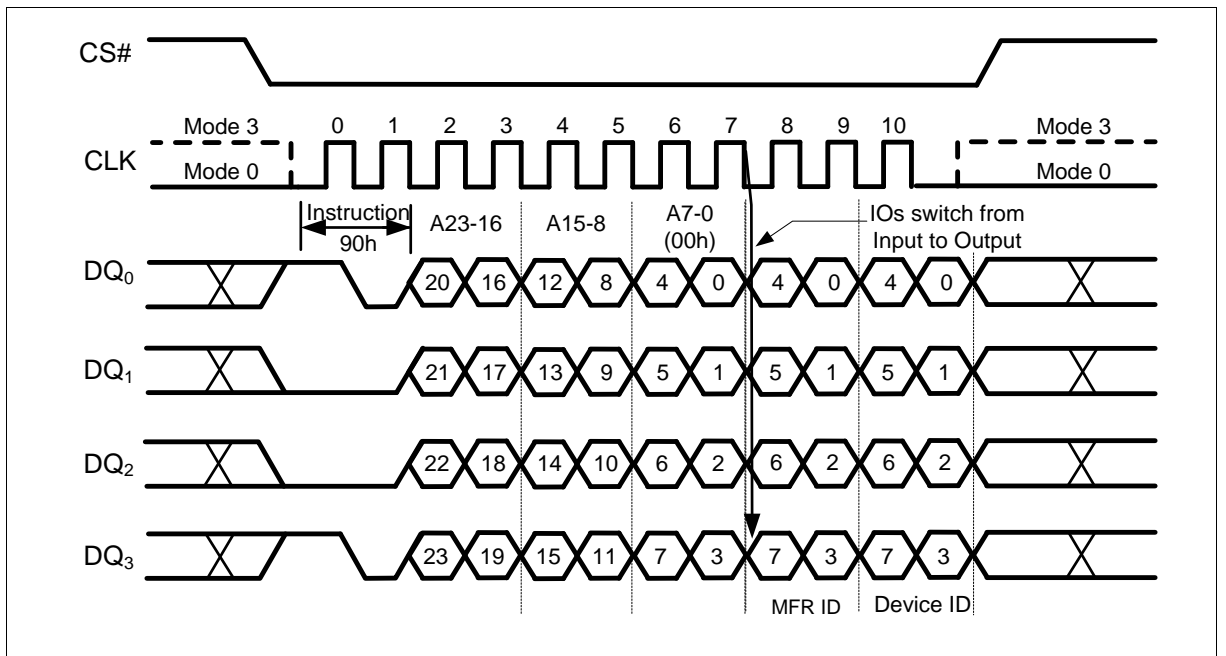 CS#
Mode 3 0 1 2 3 4 5 6 7 8 9 10 Mode 3
CLK
Mode 0 Mode 0
Instruction
90h
A23-16 A15-8 A7-0
(00h)
IOs switch from
Input to Output
DQ0 20 16 12 8 4 0 4 0 4 0
DQ1 21 17 13 9 5 1 5 1 5 1
DQ2 22 18 14 10 6 2 6 2 6 2
DQ3 23 19 15 11 7 3 7 3 7 3
MFR ID Device ID